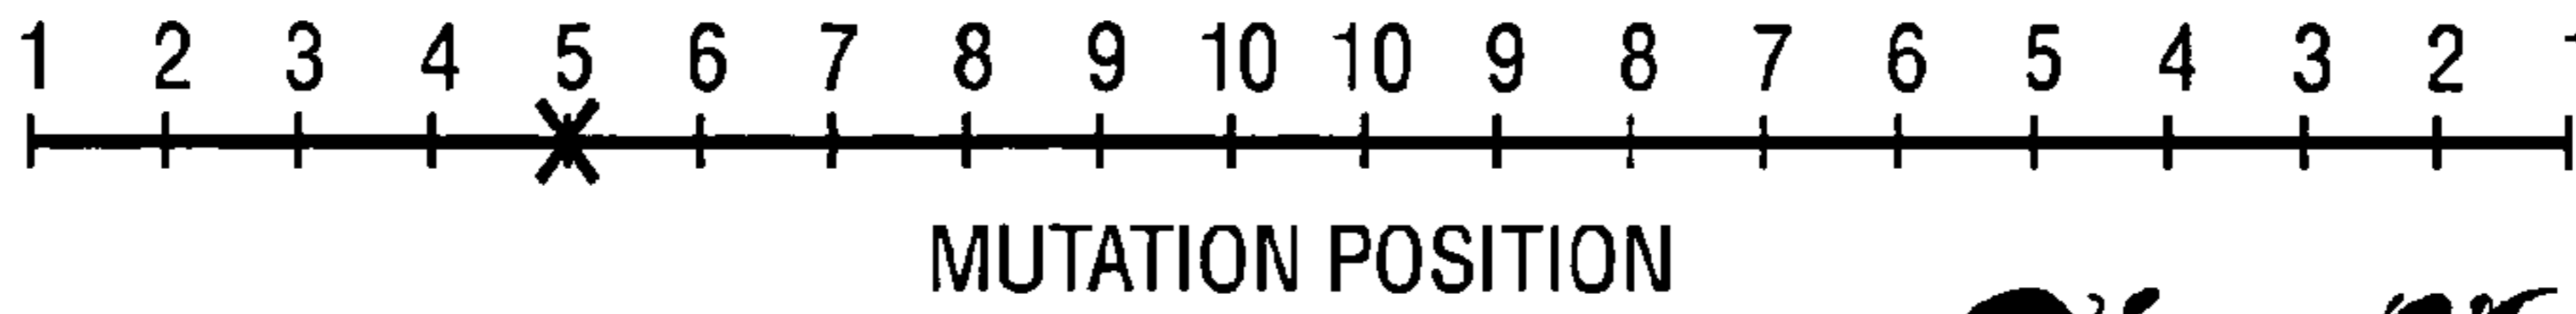 1 2 3 4 5 6 7 8 9 10 10 9 8 7 6 5 4 3 2
MUTATION POSITION